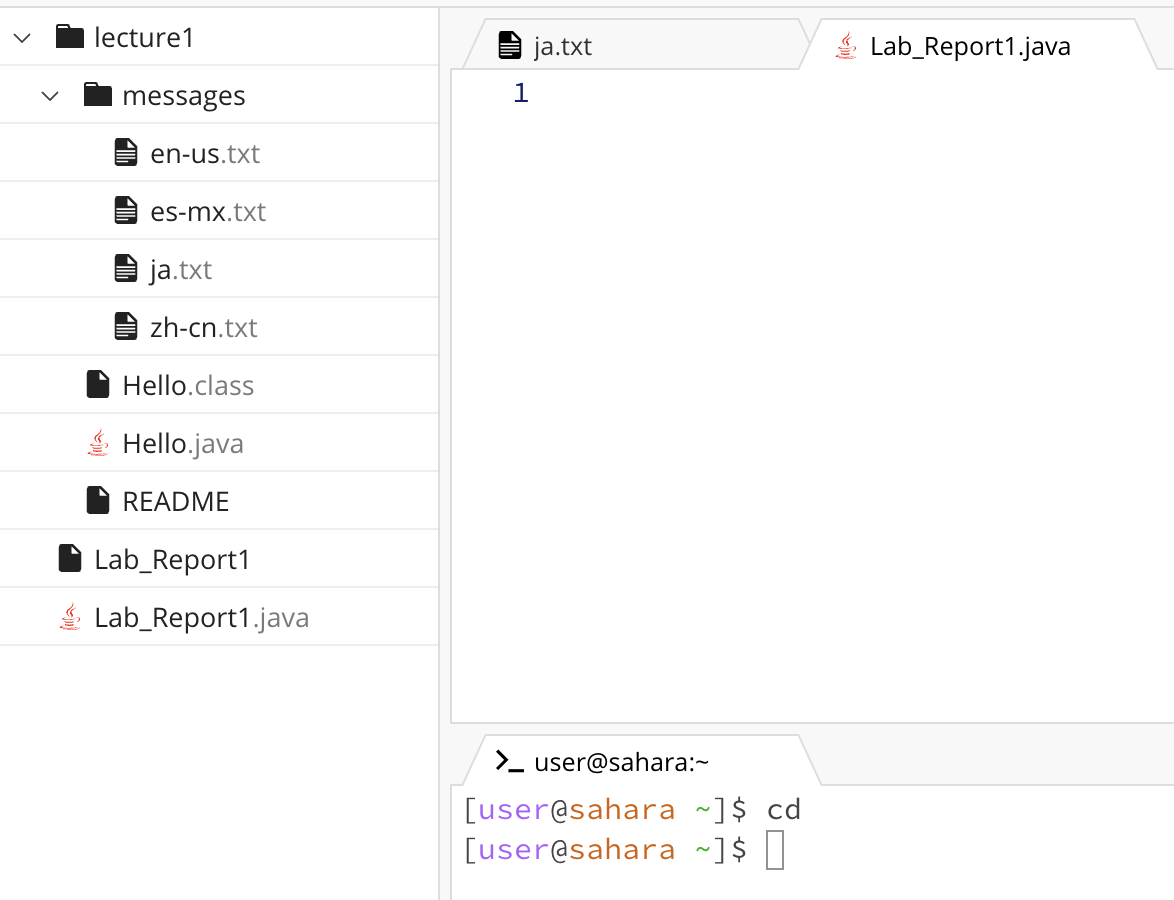 lecture1
messages
en-us.txt
es-mx.txt
ja.txt
zh-cn.txt
Hello.class
Hello.java
README
Lab_Report1
Lab_Report1.java
ja.txt
Lab_Report1.java
1
user@sahara:~
[user@sahara ~]$ cd
[user@sahara ~]$